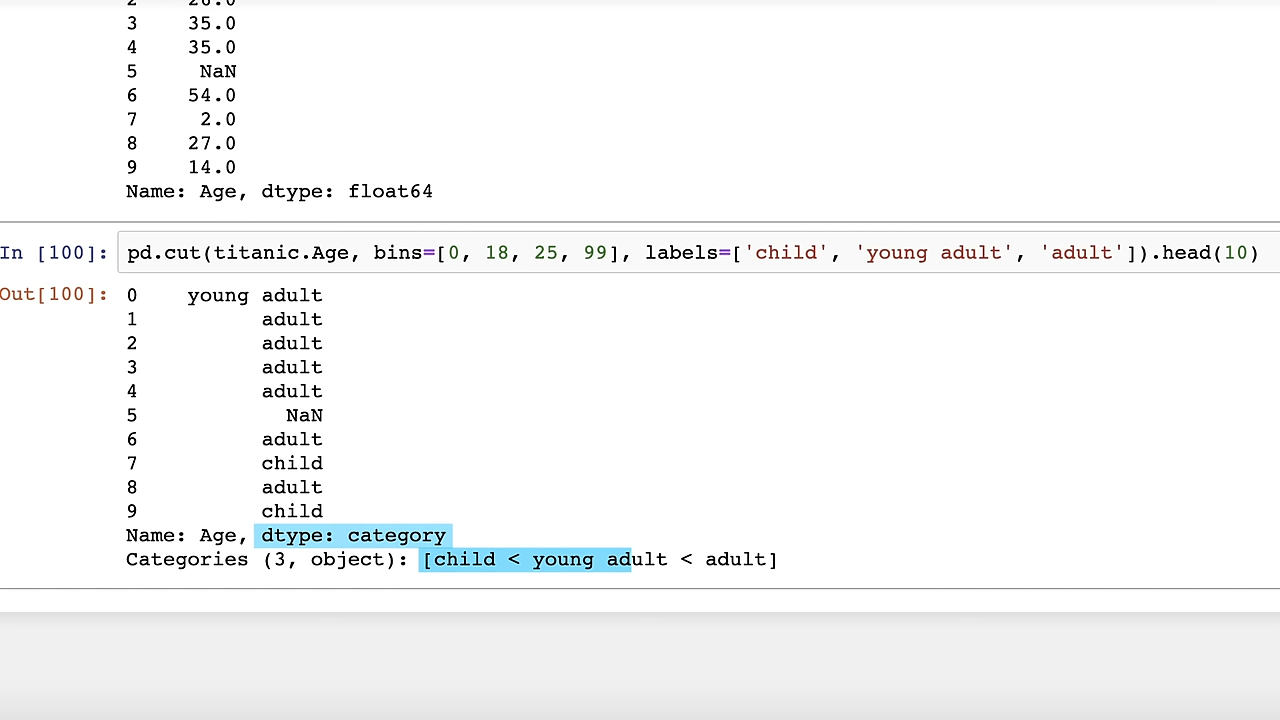 2 26.0
3 35.0
4 35.0
5 NaN
6 54.0
7 2.0
8 27.0
9 14.0
Name: Age, dtype: float64
In [100]: pd.cut(titanic.Age, bins=[0, 18, 25, 99], labels=['child', 'young adult', 'adult']).head(10)
Out[100]: 0 young adult
1 adult
2 adult
3 adult
4 adult
5 NaN
6 adult
7 child
8 adult
9 child
Name: Age, dtype: category
Categories (3, object): [child < young adult < adult]